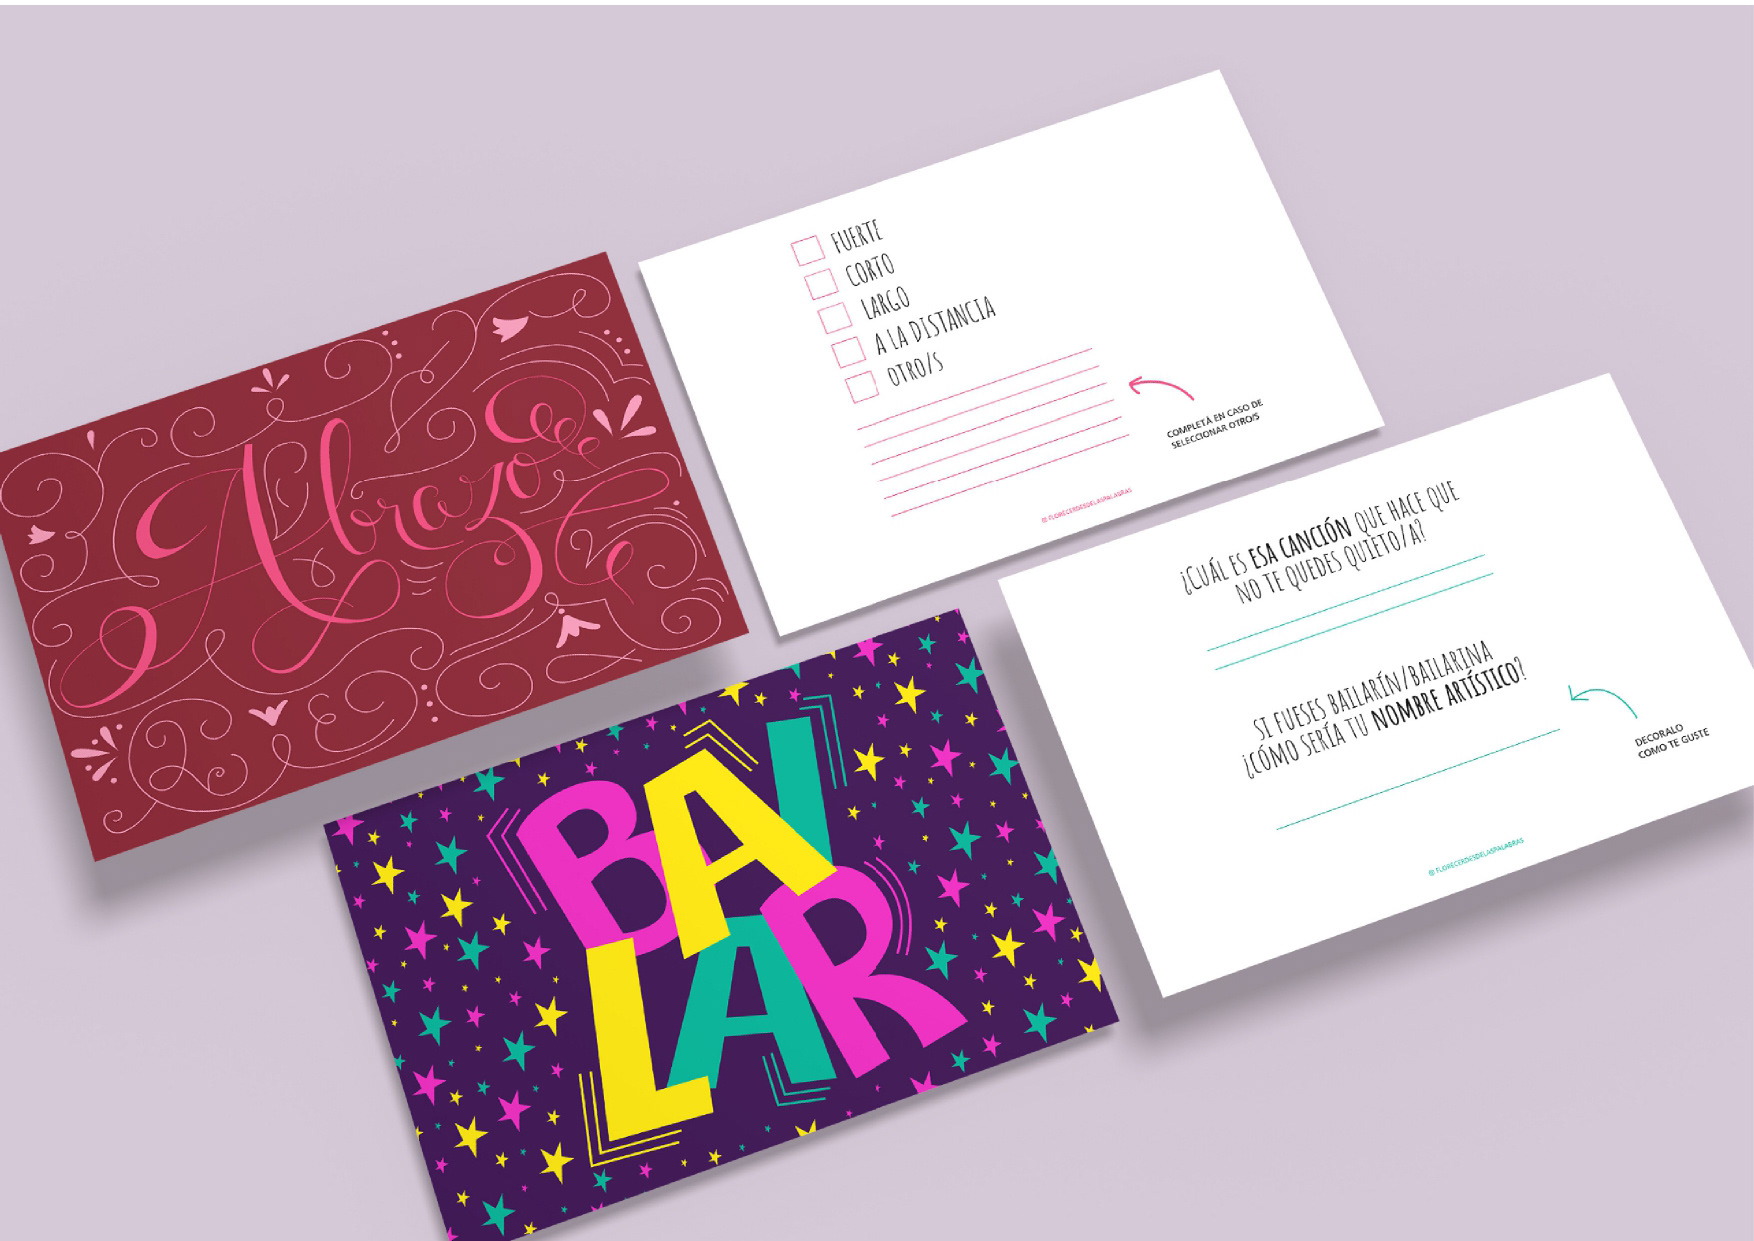 Abrazo
FUERTE
CORTO
LARGO
A LA DISTANCIA
OTRO/S
COMPLETÁ EN CASO DE
SELECCIONAR OTRO/S
@FLORECERDESDELASPALABRAS
BAI
LAR
¿CUÁL ES ESA CANCIÓN QUE HACE QUE
NO TE QUEDES QUIETO/A?
SI FUESES BAILARÍN/BAILARINA
¿CÓMO SERÍA TU NOMBRE ARTÍSTICO?
DECORALO
COMO TE GUSTE
@FLORECERDESDELASPALABRAS